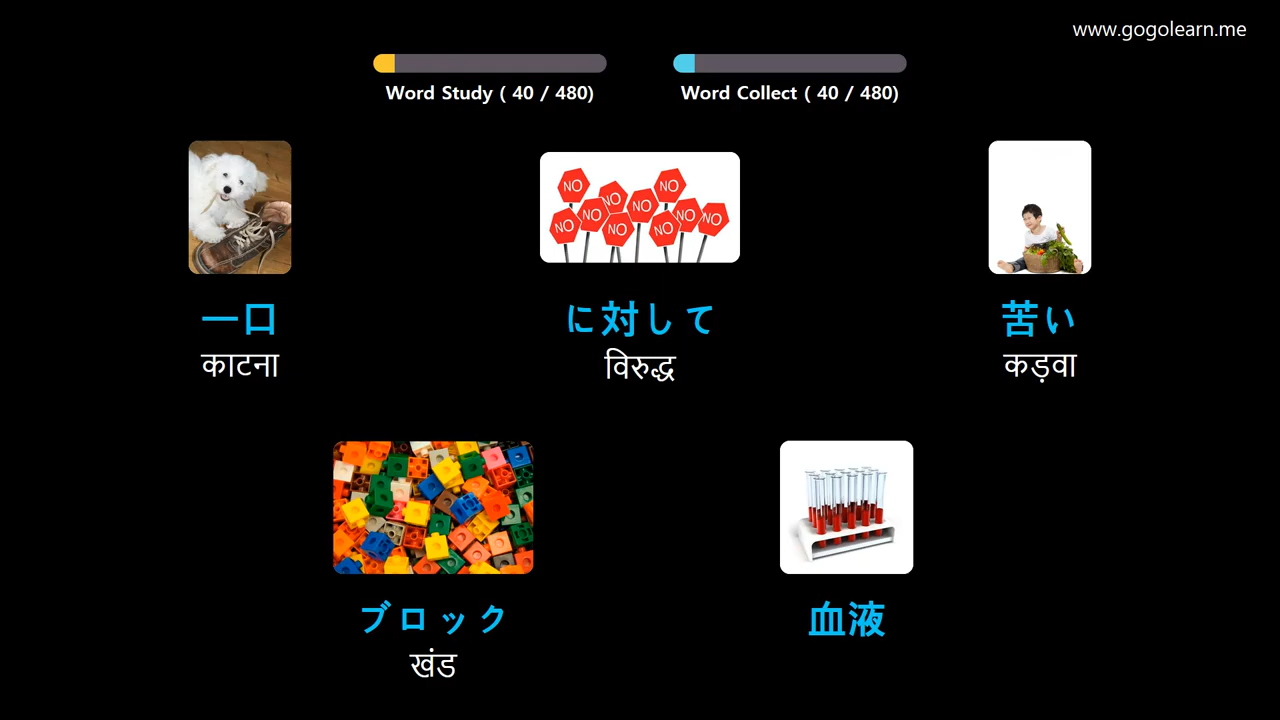 www.gogolearn.me
Word Study ( 40 / 480)
Word Collect ( 40 / 480)
NO NO NO NO NO NO NO NO NO NO
一口
काटना
に対して
विरुद्ध
苦い
कड़वा
ブロック
खंड
血液